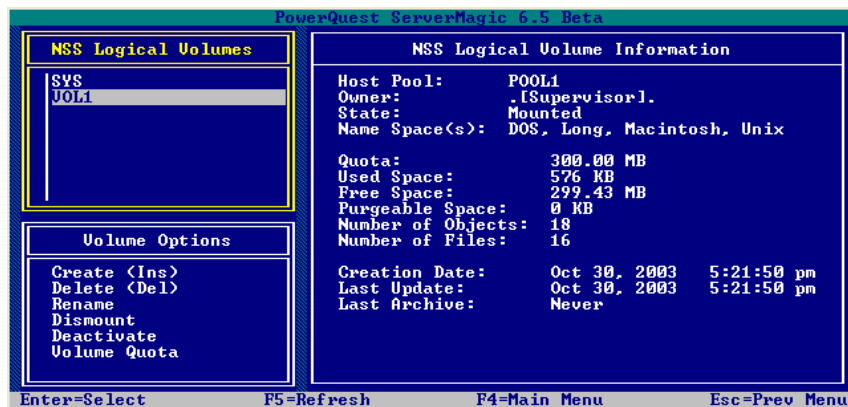 PowerQuest ServerMagic 6.5 Beta
NSS Logical Volumes
SYS
VOL1
Volume Options
Create (Ins)
Delete (Del)
Rename
Dismount
Deactivate
Volume Quota
NSS Logical Volume Information
Host Pool: POOL1
Owner: .[Supervisor].
State: Mounted
Name Space(s): DOS, Long, Macintosh, Unix
Quota: 300.00 MB
Used Space: 576 KB
Free Space: 299.43 MB
Purgeable Space: 0 KB
Number of Objects: 18
Number of Files: 16
Creation Date: Oct 30, 2003 5:21:50 pm
Last Update: Oct 30, 2003 5:21:50 pm
Last Archive: Never
Enter=Select F5=Refresh F4=Main Menu Esc=Prev Menu